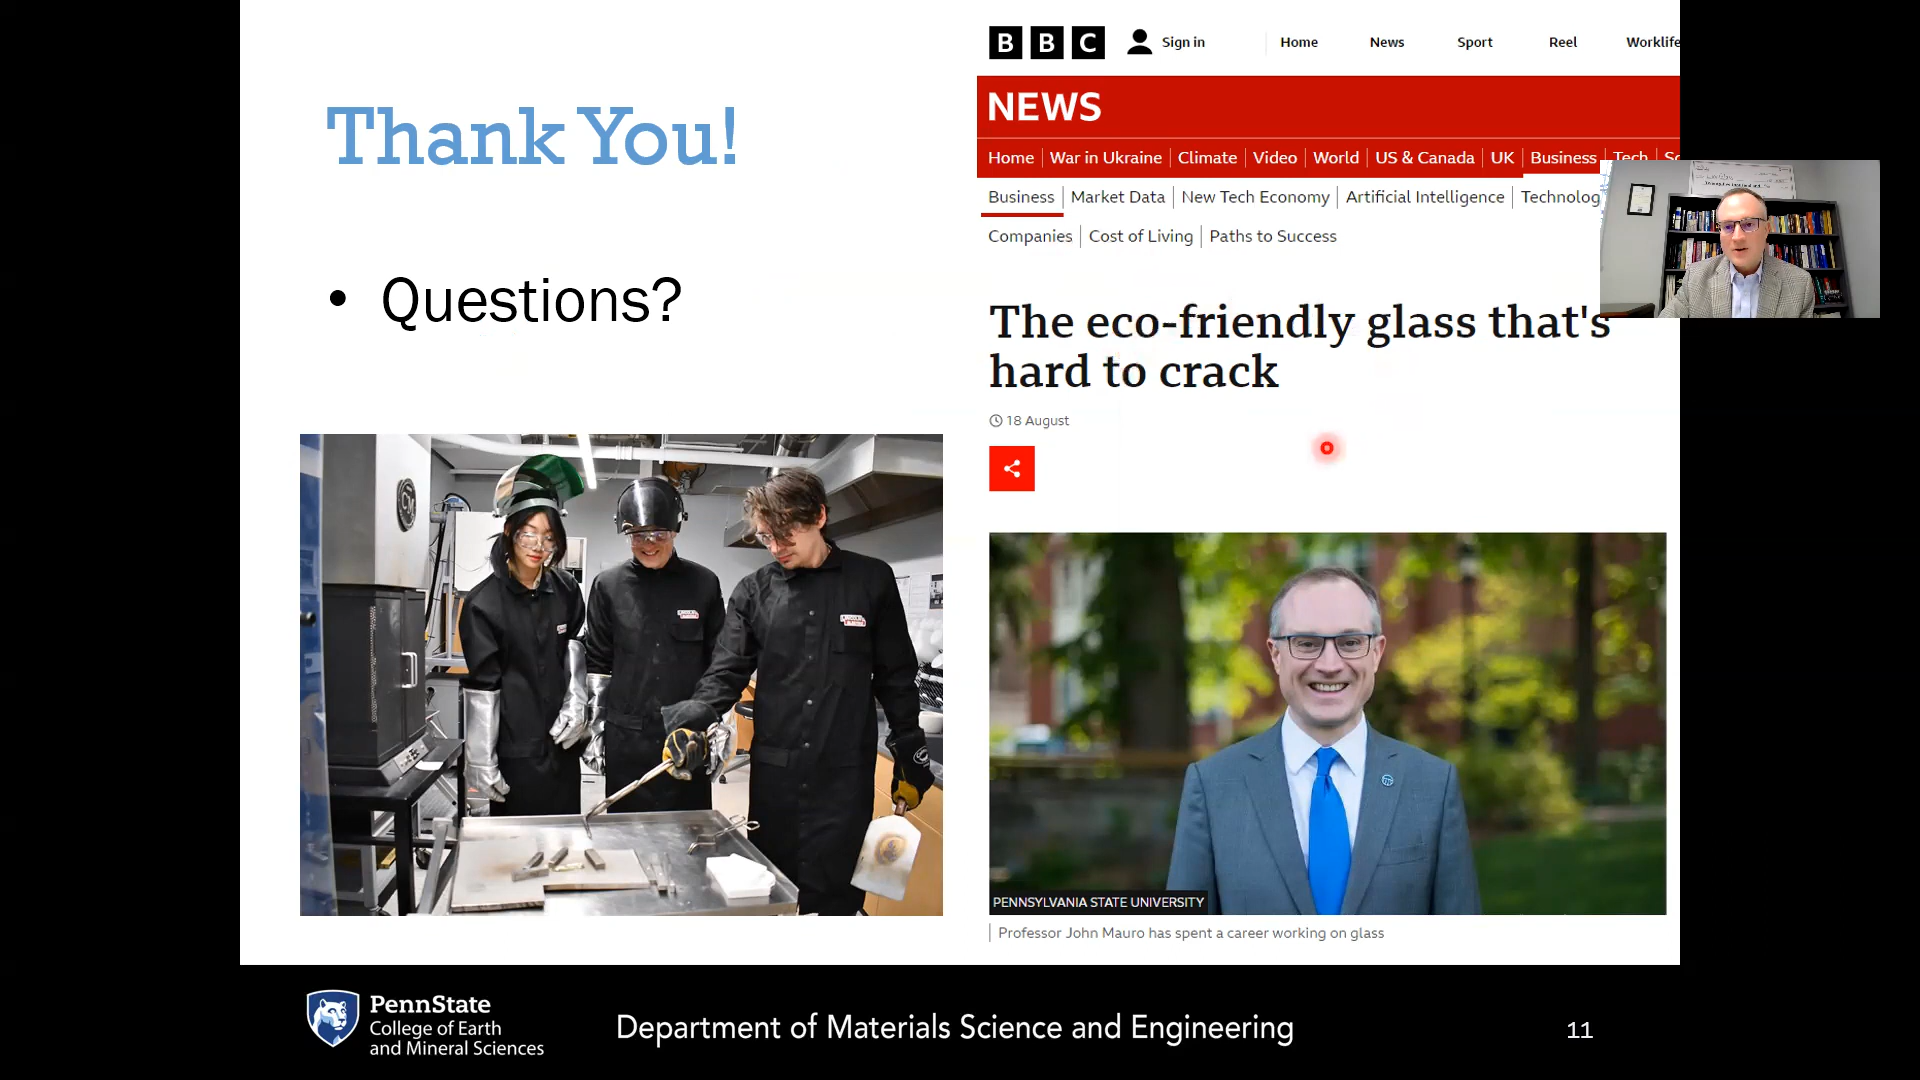 Thank You!
• Questions?
BBC
Sign in
Home
News
Sport
Reel
Worklife
NEWS
Home War in Ukraine Climate Video World US & Canada UK Business Tech Sc
Business Market Data New Tech Economy Artificial Intelligence Technolog
Companies Cost of Living Paths to Success
The eco-friendly glass that's
hard to crack
18 August
CM
PENNSYLVANIA STATE UNIVERSITY
Professor John Mauro has spent a career working on glass
PennState
College of Earth
and Mineral Sciences
Department of Materials Science and Engineering
11